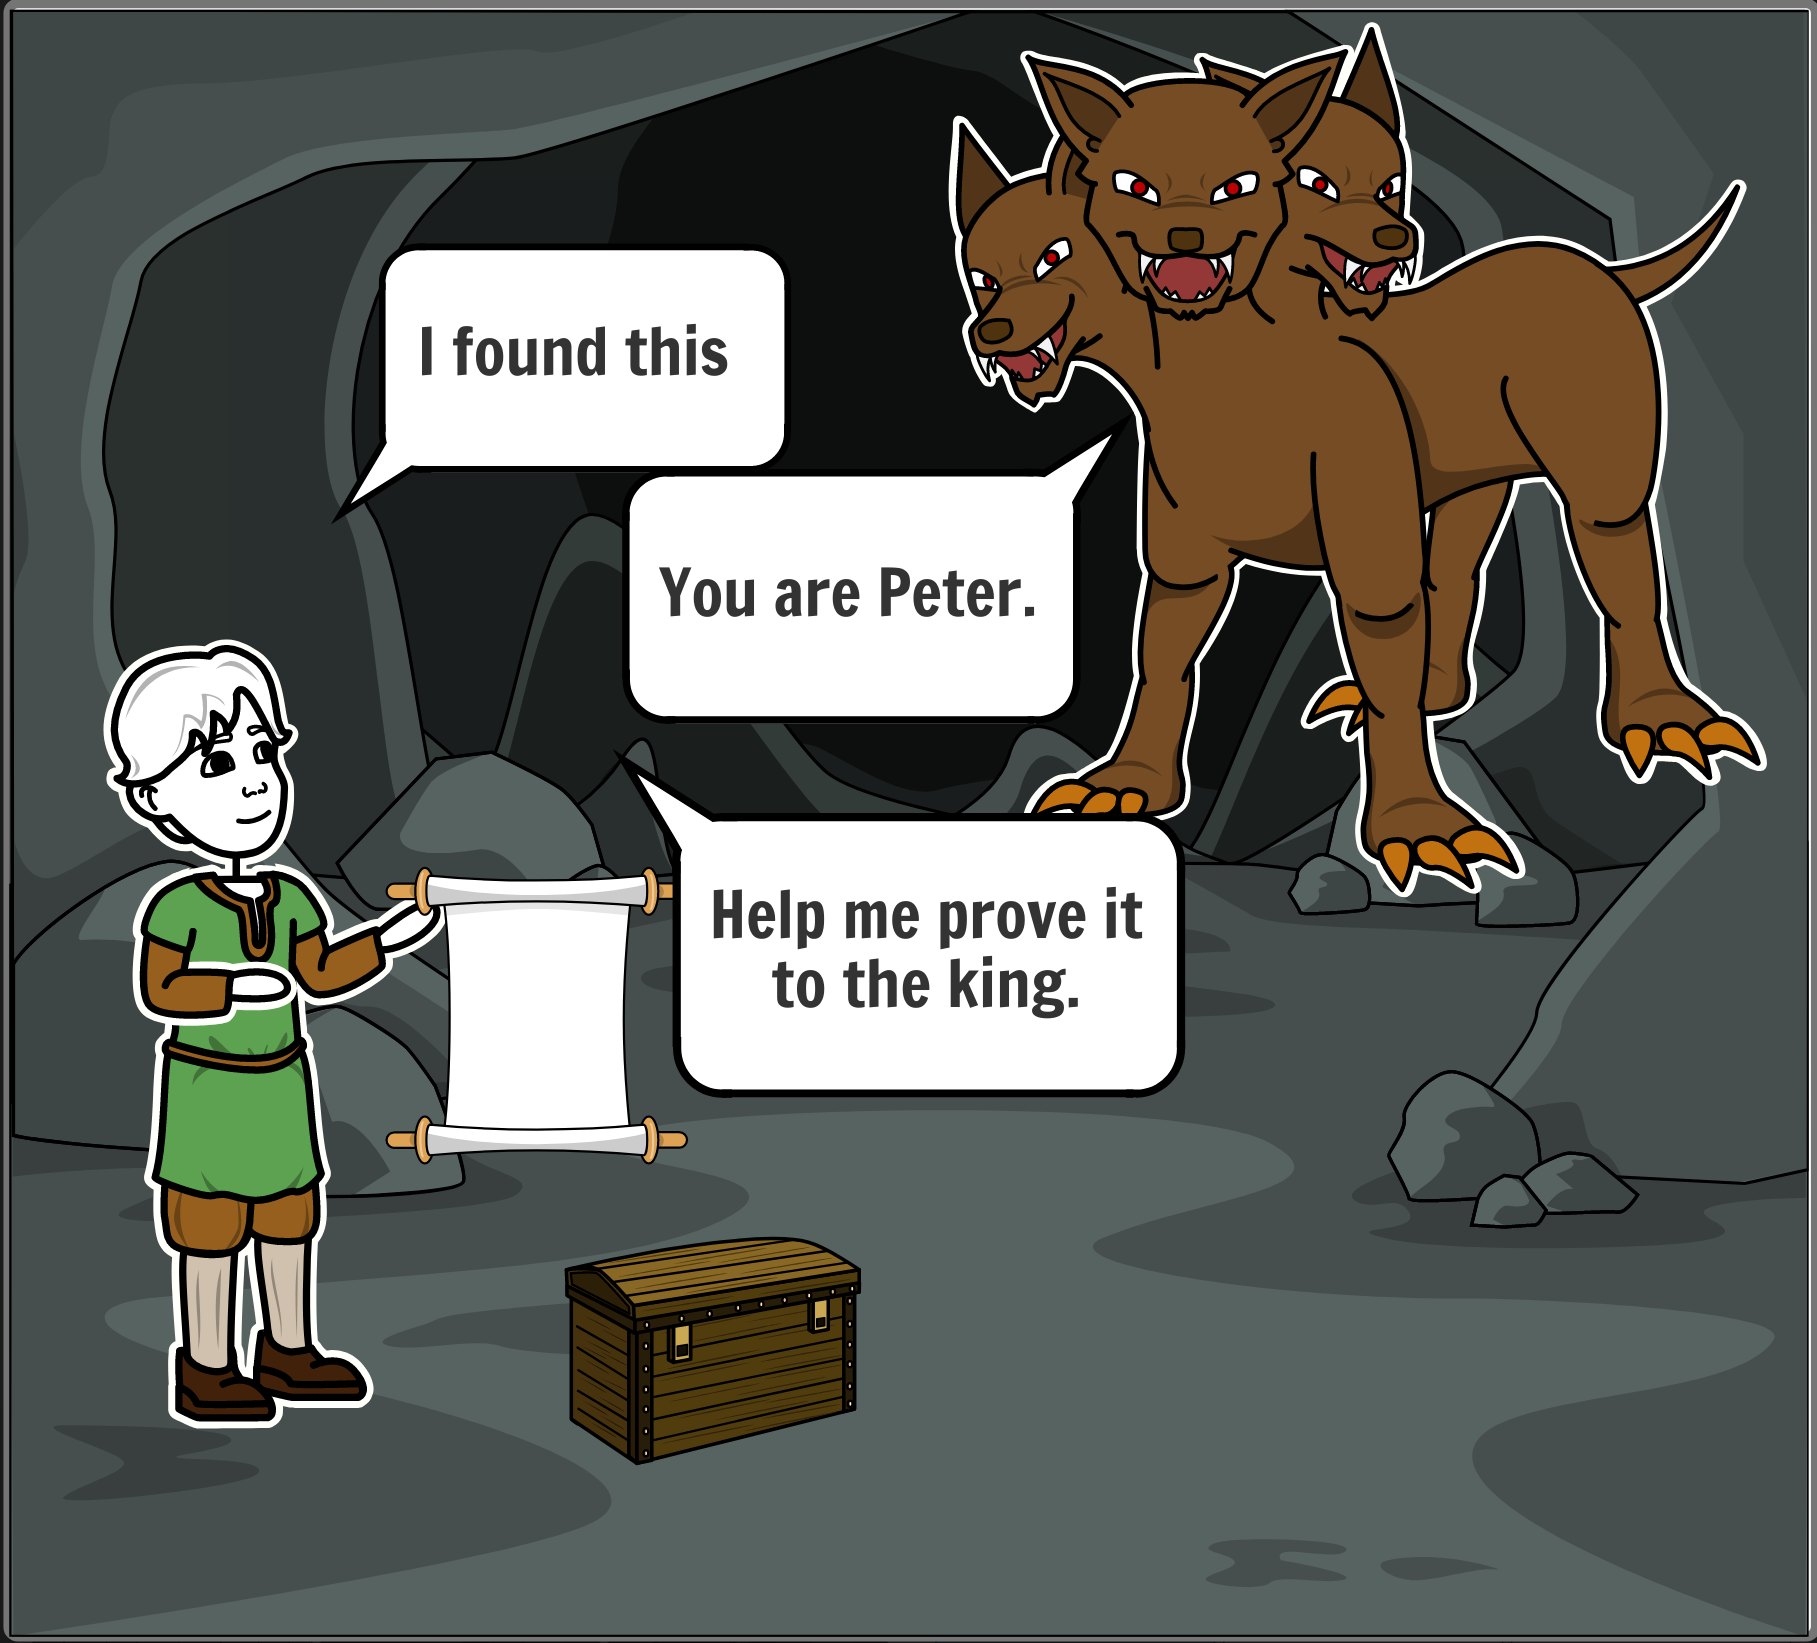 I found this
You are Peter.
Help me prove it
to the king.